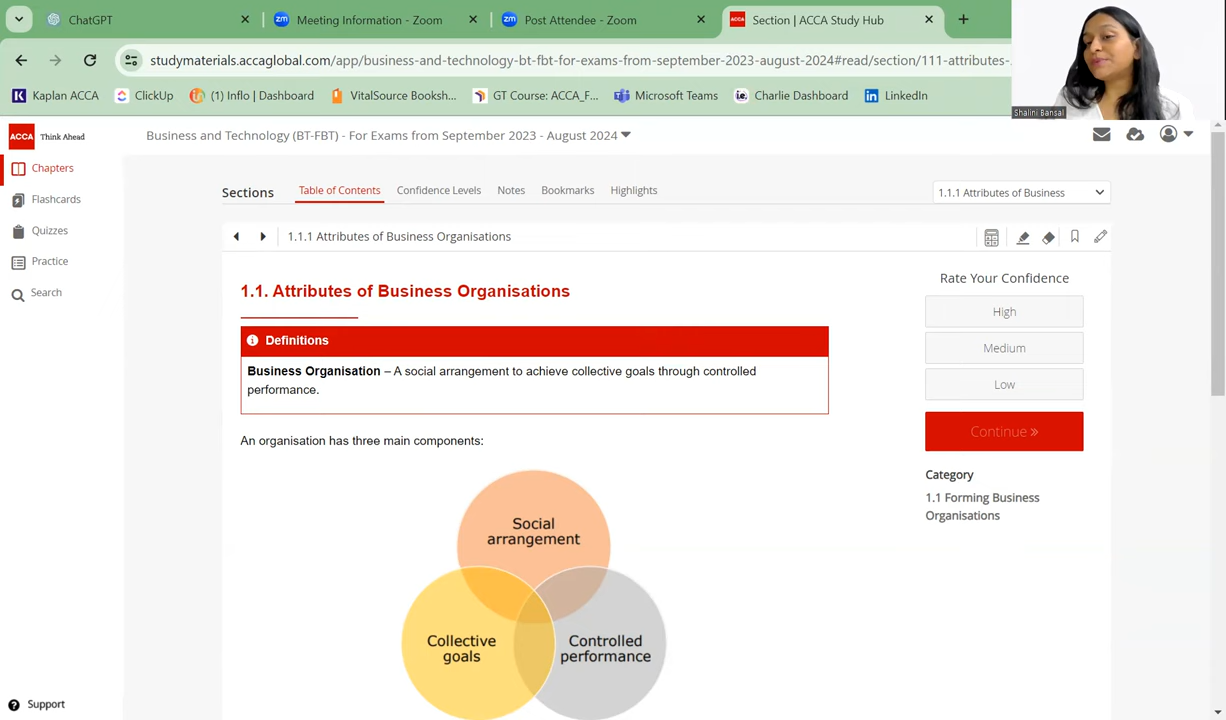 ChatGPT
zm Meeting Information - Zoom
zm Post Attendee - Zoom
ACCA Section | ACCA Study Hub
studymaterials.accaglobal.com/app/business-and-technology-bt-fbt-for-exams-from-september-2023-august-2024#read/section/111-attributes-
K Kaplan ACCA
ClickUp
(1) Inflo | Dashboard
VitalSource Booksh...
GT Course: ACCA_F...
Microsoft Teams
i.e. Charlie Dashboard
in LinkedIn
Shalini Bansal
ACCA Think Ahead
Business and Technology (BT-FBT) - For Exams from September 2023 - August 2024
Chapters
Flashcards
Quizzes
Practice
Search
Support
Sections
Table of Contents
Confidence Levels
Notes
Bookmarks
Highlights
1.1.1 Attributes of Business
1.1.1 Attributes of Business Organisations
1.1. Attributes of Business Organisations
Definitions
Business Organisation – A social arrangement to achieve collective goals through controlled
performance.
An organisation has three main components:
Social
arrangement
Collective
goals
Controlled
performance
Rate Your Confidence
High
Medium
Low
Continue »
Category
1.1 Forming Business
Organisations